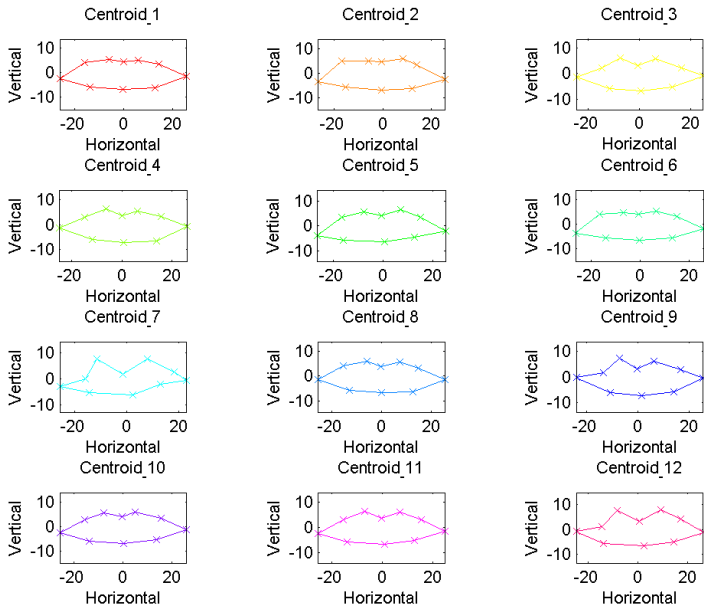 Centroid_1
Centroid_2
Centroid_3
10
0
-10
Vertical
-20
0
20
Horizontal
10
0
-10
Vertical
-20
0
20
Horizontal
10
0
-10
Vertical
-20
0
20
Horizontal
Centroid_4
Centroid_5
Centroid_6
10
0
-10
Vertical
-20
0
20
Horizontal
10
0
-10
Vertical
-20
0
20
Horizontal
10
0
-10
Vertical
-20
0
20
Horizontal
Centroid_7
Centroid_8
Centroid_9
10
0
-10
Vertical
-20
0
20
Horizontal
10
0
-10
Vertical
-20
0
20
Horizontal
10
0
-10
Vertical
-20
0
20
Horizontal
Centroid_10
Centroid_11
Centroid_12
10
0
-10
Vertical
-20
0
20
Horizontal
10
0
-10
Vertical
-20
0
20
Horizontal
10
0
-10
Vertical
-20
0
20
Horizontal